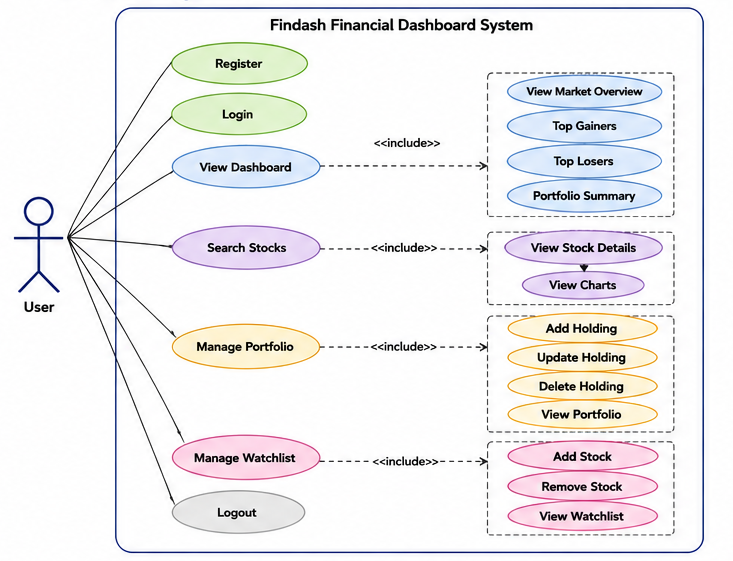 Findash Financial Dashboard System
Register
Login
View Dashboard
<<include>>
View Market Overview
Top Gainers
Top Losers
Portfolio Summary
Search Stocks
<<include>>
View Stock Details
View Charts
User
Manage Portfolio
<<include>>
Add Holding
Update Holding
Delete Holding
View Portfolio
Manage Watchlist
<<include>>
Add Stock
Remove Stock
View Watchlist
Logout